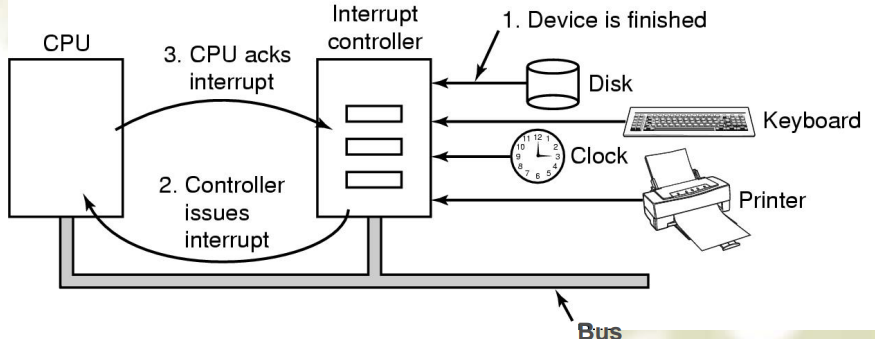 Interrupt
controller
1. Device is finished
CPU
3. CPU acks
interrupt
Disk
Keyboard
11 12 1
10 2
9 3
8 4
7 6 5
Clock
2. Controller
issues
interrupt
Printer
Bus